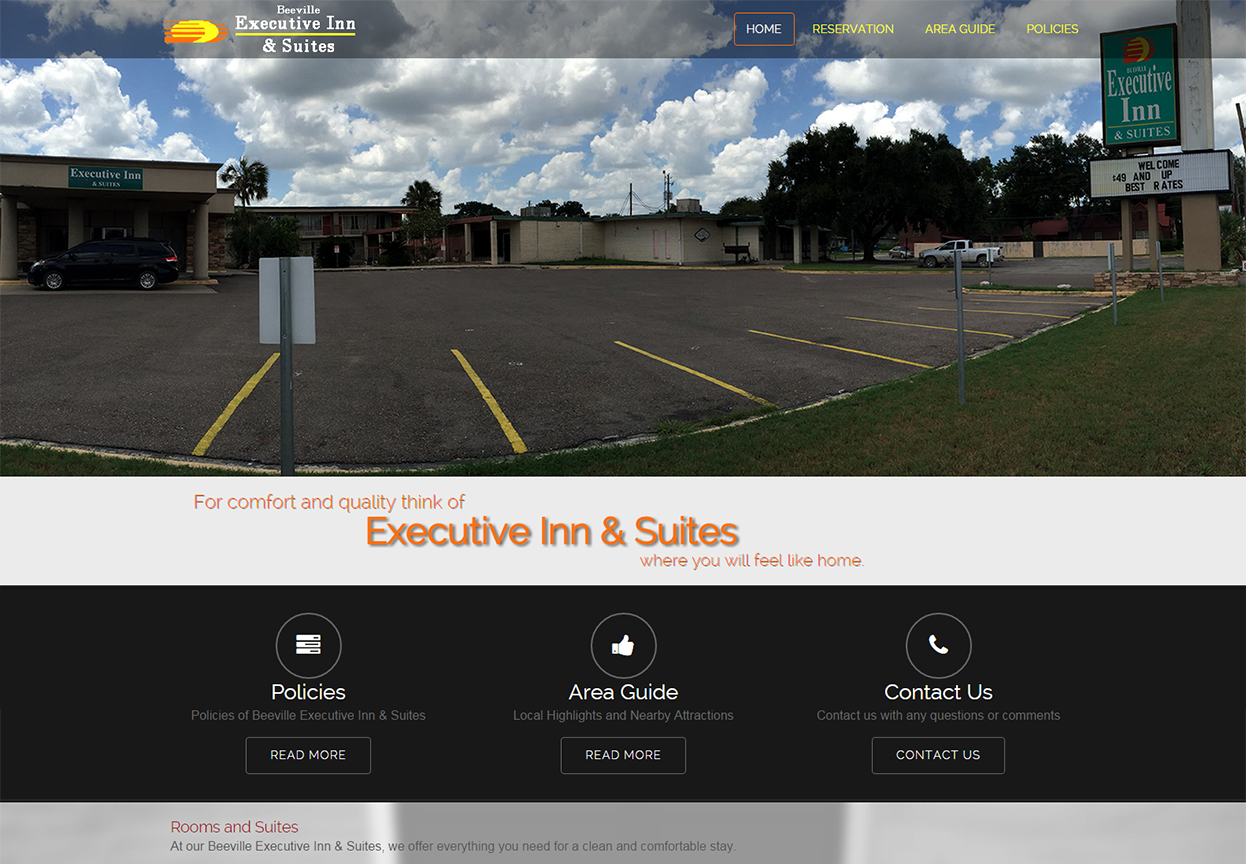 Beeville
Executive Inn
& Suites
HOME
RESERVATION
AREA GUIDE
POLICIES
BEEVILLE
Executive
Inn
& SUITES
WELCOME
$49 AND UP
BEST RATES
Executive Inn
& SUITES
For comfort and quality think of
Executive Inn & Suites
where you will feel like home.
Policies
Policies of Beeville Executive Inn & Suites
READ MORE
Area Guide
Local Highlights and Nearby Attractions
READ MORE
Contact Us
Contact us with any questions or comments
CONTACT US
Rooms and Suites
At our Beeville Executive Inn & Suites, we offer everything you need for a clean and comfortable stay.